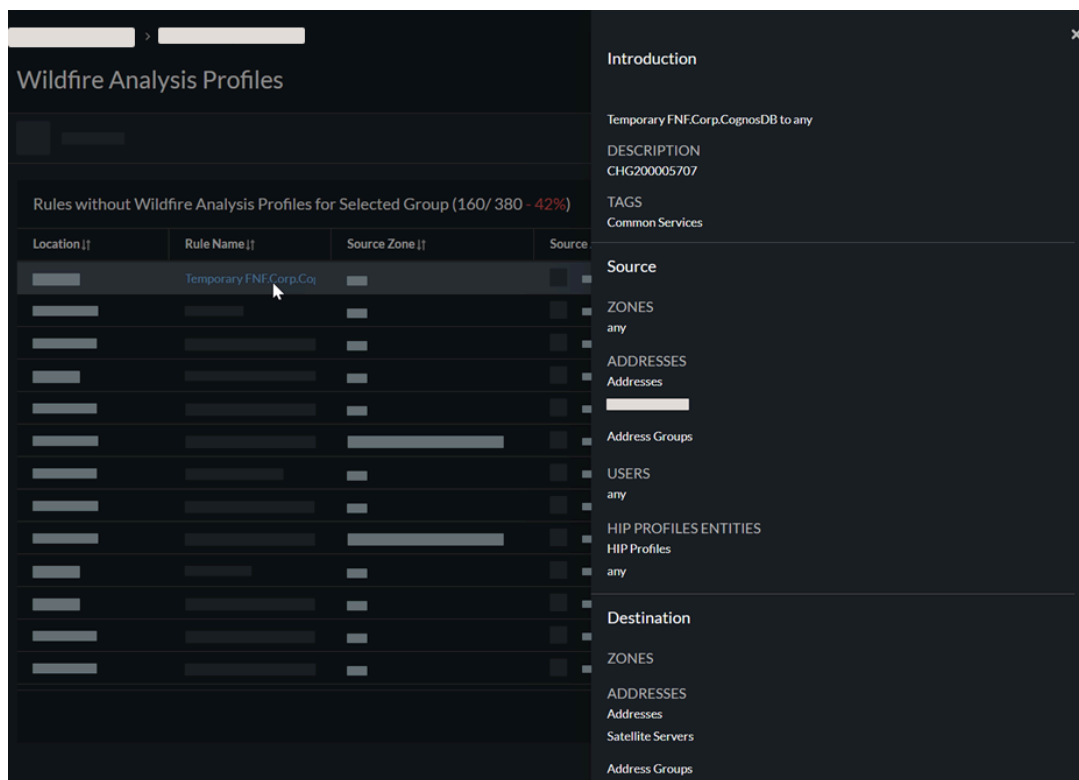 >
Wildfire Analysis Profiles
Rules without Wildfire Analysis Profiles for Selected Group (160/ 380 - 42%)
Location Rule Name Source Zone Source
Temporary FNF.Corp.Cog
×
Introduction
Temporary FNF.Corp.CognosDB to any
DESCRIPTION
CHG200005707
TAGS
Common Services
Source
ZONES
any
ADDRESSES
Addresses
Address Groups
USERS
any
HIP PROFILES ENTITIES
HIP Profiles
any
Destination
ZONES
ADDRESSES
Addresses
Satellite Servers
Address Groups